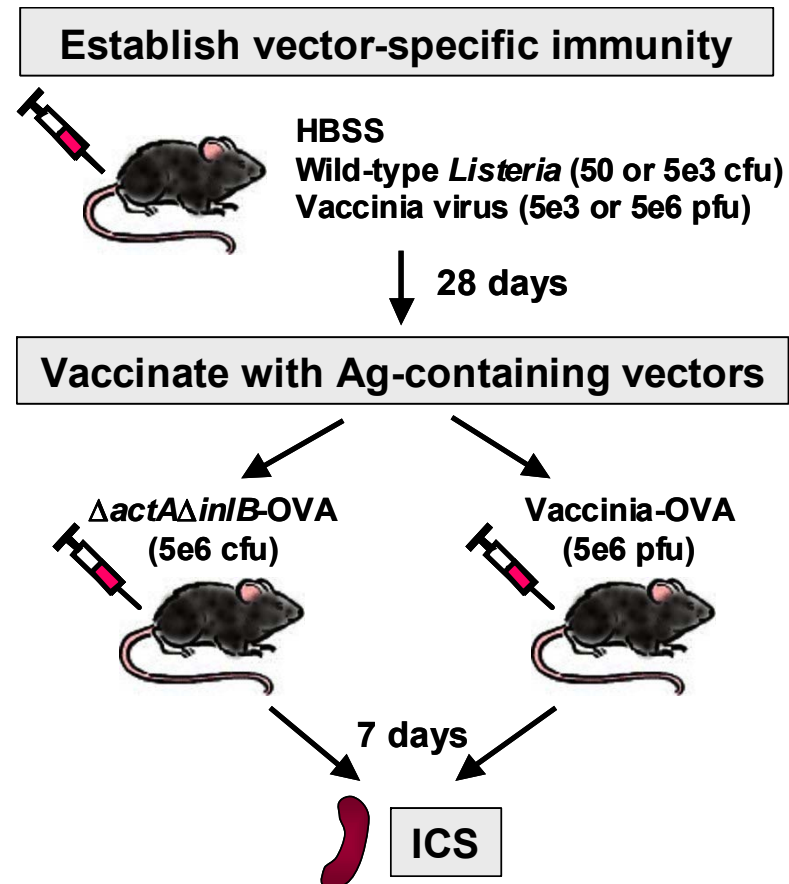 Establish vector-specific immunity
HBSS
Wild-type Listeria (50 or 5e3 cfu)
Vaccinia virus (5e3 or 5e6 pfu)
28 days
Vaccinate with Ag-containing vectors
ΔactAΔinlB-OVA
(5e6 cfu)
Vaccinia-OVA
(5e6 pfu)
7 days
ICS